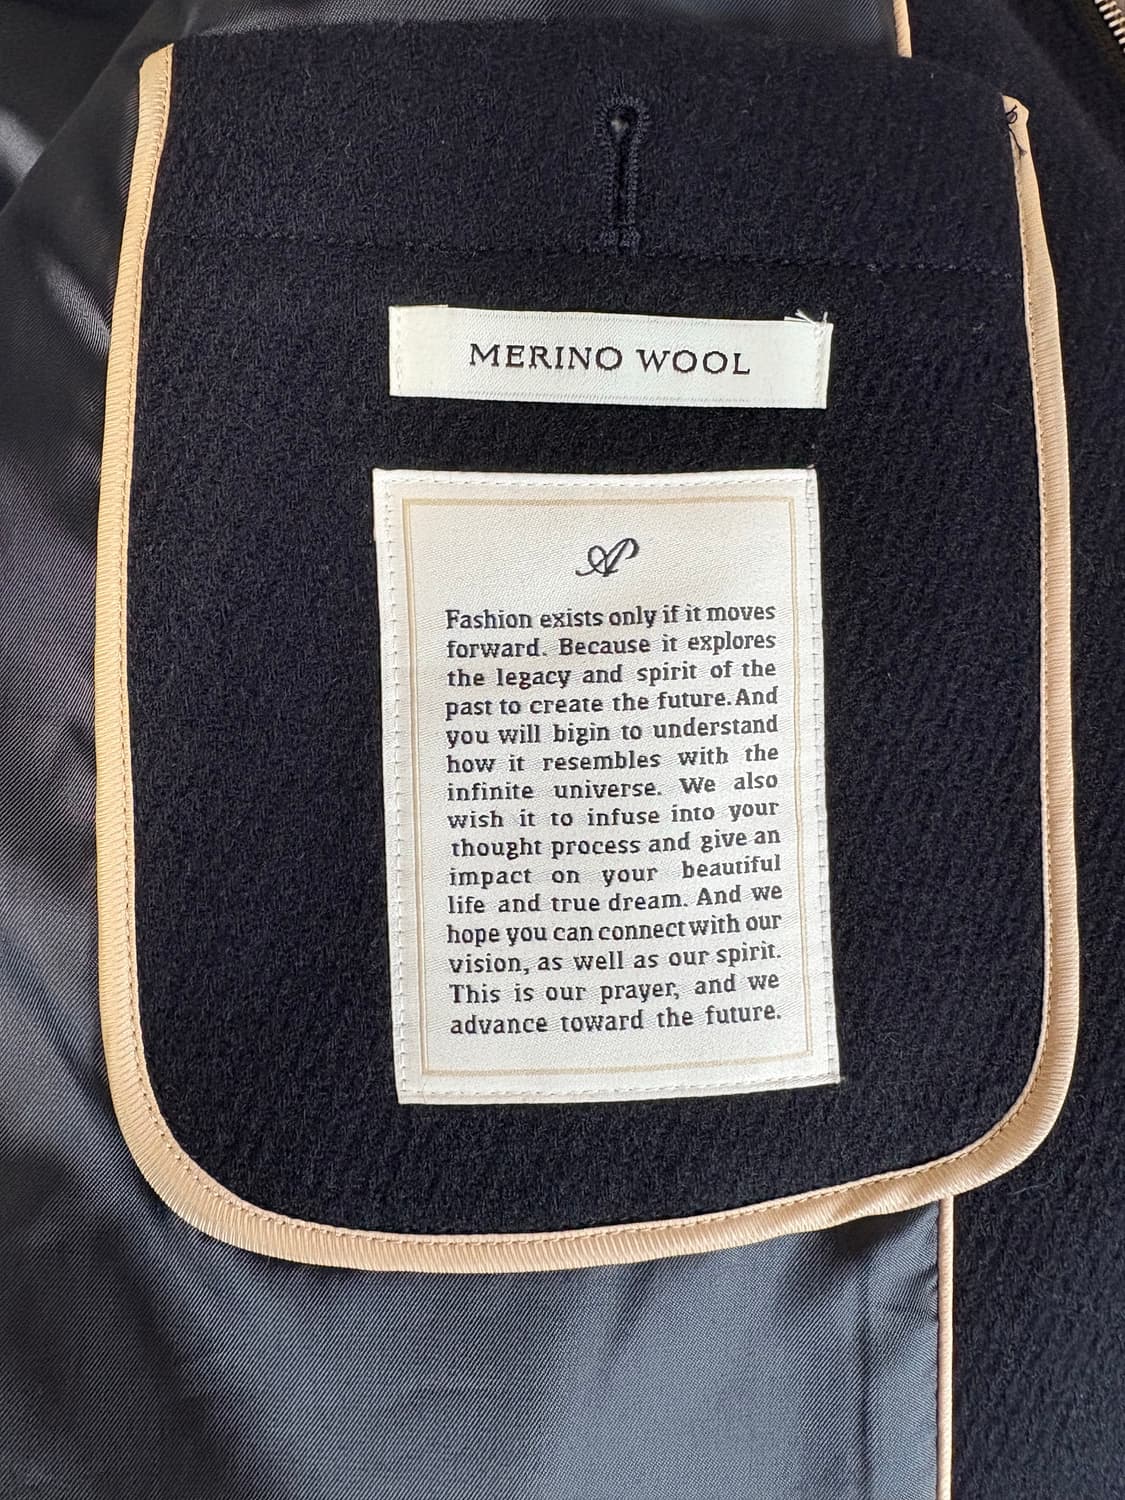 MERINO WOOL
AP
Fashion exists only if it moves
forward. Because it explores
the legacy and spirit of the
past to create the future. And
you will bigin to understand
how it resembles with the
infinite universe. We also
wish it to infuse into your
thought process and give an
impact on your beautiful
life and true dream. And we
hope you can connect with our
vision, as well as our spirit.
This is our prayer, and we
advance toward the future.